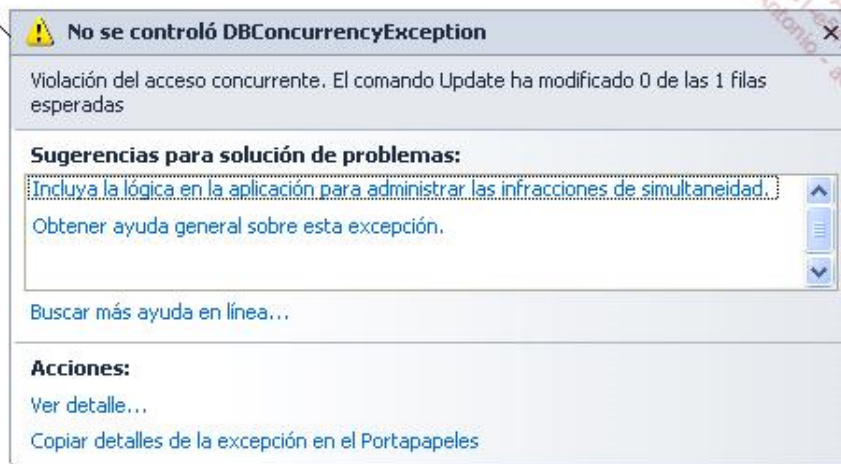 No se controló DBConcurrencyException
Violación del acceso concurrente. El comando Update ha modificado 0 de las 1 filas
esperadas
Sugerencias para solución de problemas:
Incluya la lógica en la aplicación para administrar las infracciones de simultaneidad.
Obtener ayuda general sobre esta excepción.
Buscar más ayuda en línea...
Acciones:
Ver detalle...
Copiar detalles de la excepción en el Portapapeles